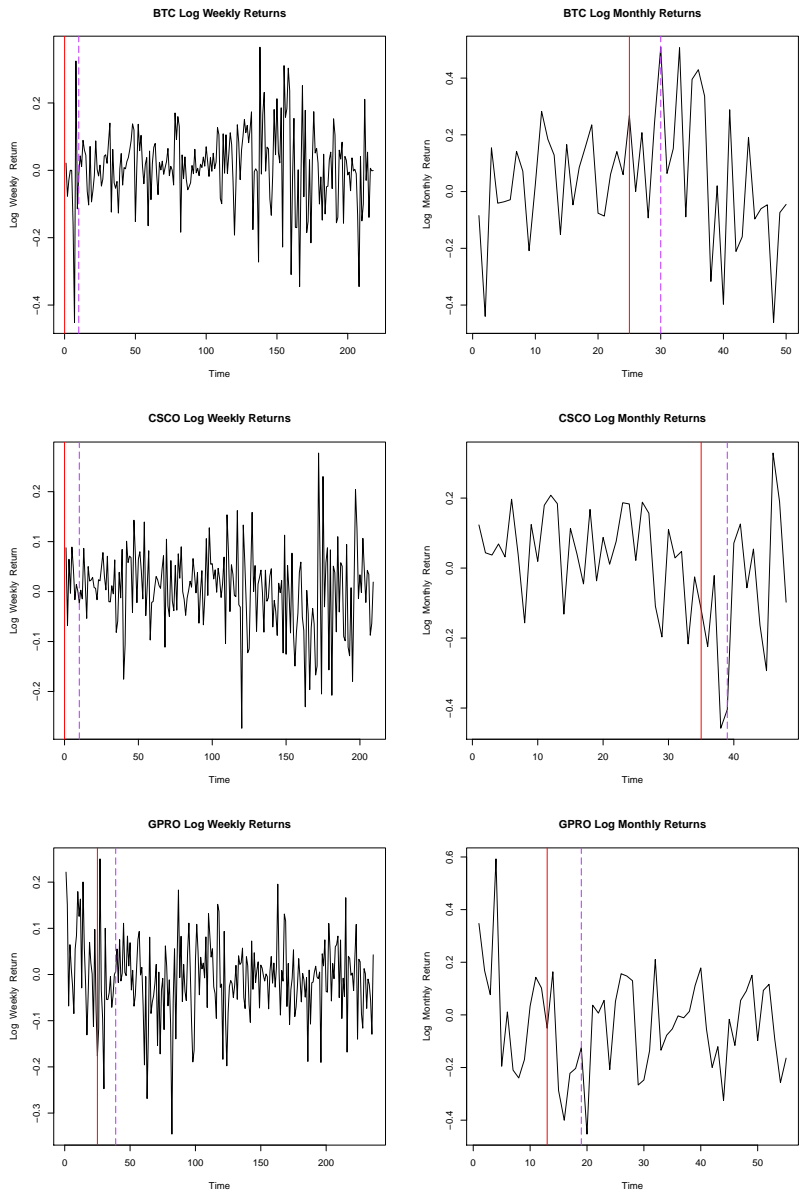 BTC Log Weekly Returns
Log Weekly Return
0.2
0.0
−0.2
−0.4
0 50 100 150 200
Time
BTC Log Monthly Returns
Log Monthly Return
0.4
0.2
0.0
−0.2
−0.4
0 10 20 30 40 50
Time
CSCO Log Weekly Returns
Log Weekly Return
0.2
0.1
0.0
−0.1
−0.2
0 50 100 150 200
Time
CSCO Log Monthly Returns
Log Monthly Return
0.2
0.0
−0.2
−0.4
0 10 20 30 40
Time
GPRO Log Weekly Returns
Log Weekly Return
0.2
0.1
0.0
−0.1
−0.2
−0.3
0 50 100 150 200
Time
GPRO Log Monthly Returns
Log Monthly Return
0.6
0.4
0.2
0.0
−0.2
−0.4
0 10 20 30 40 50
Time